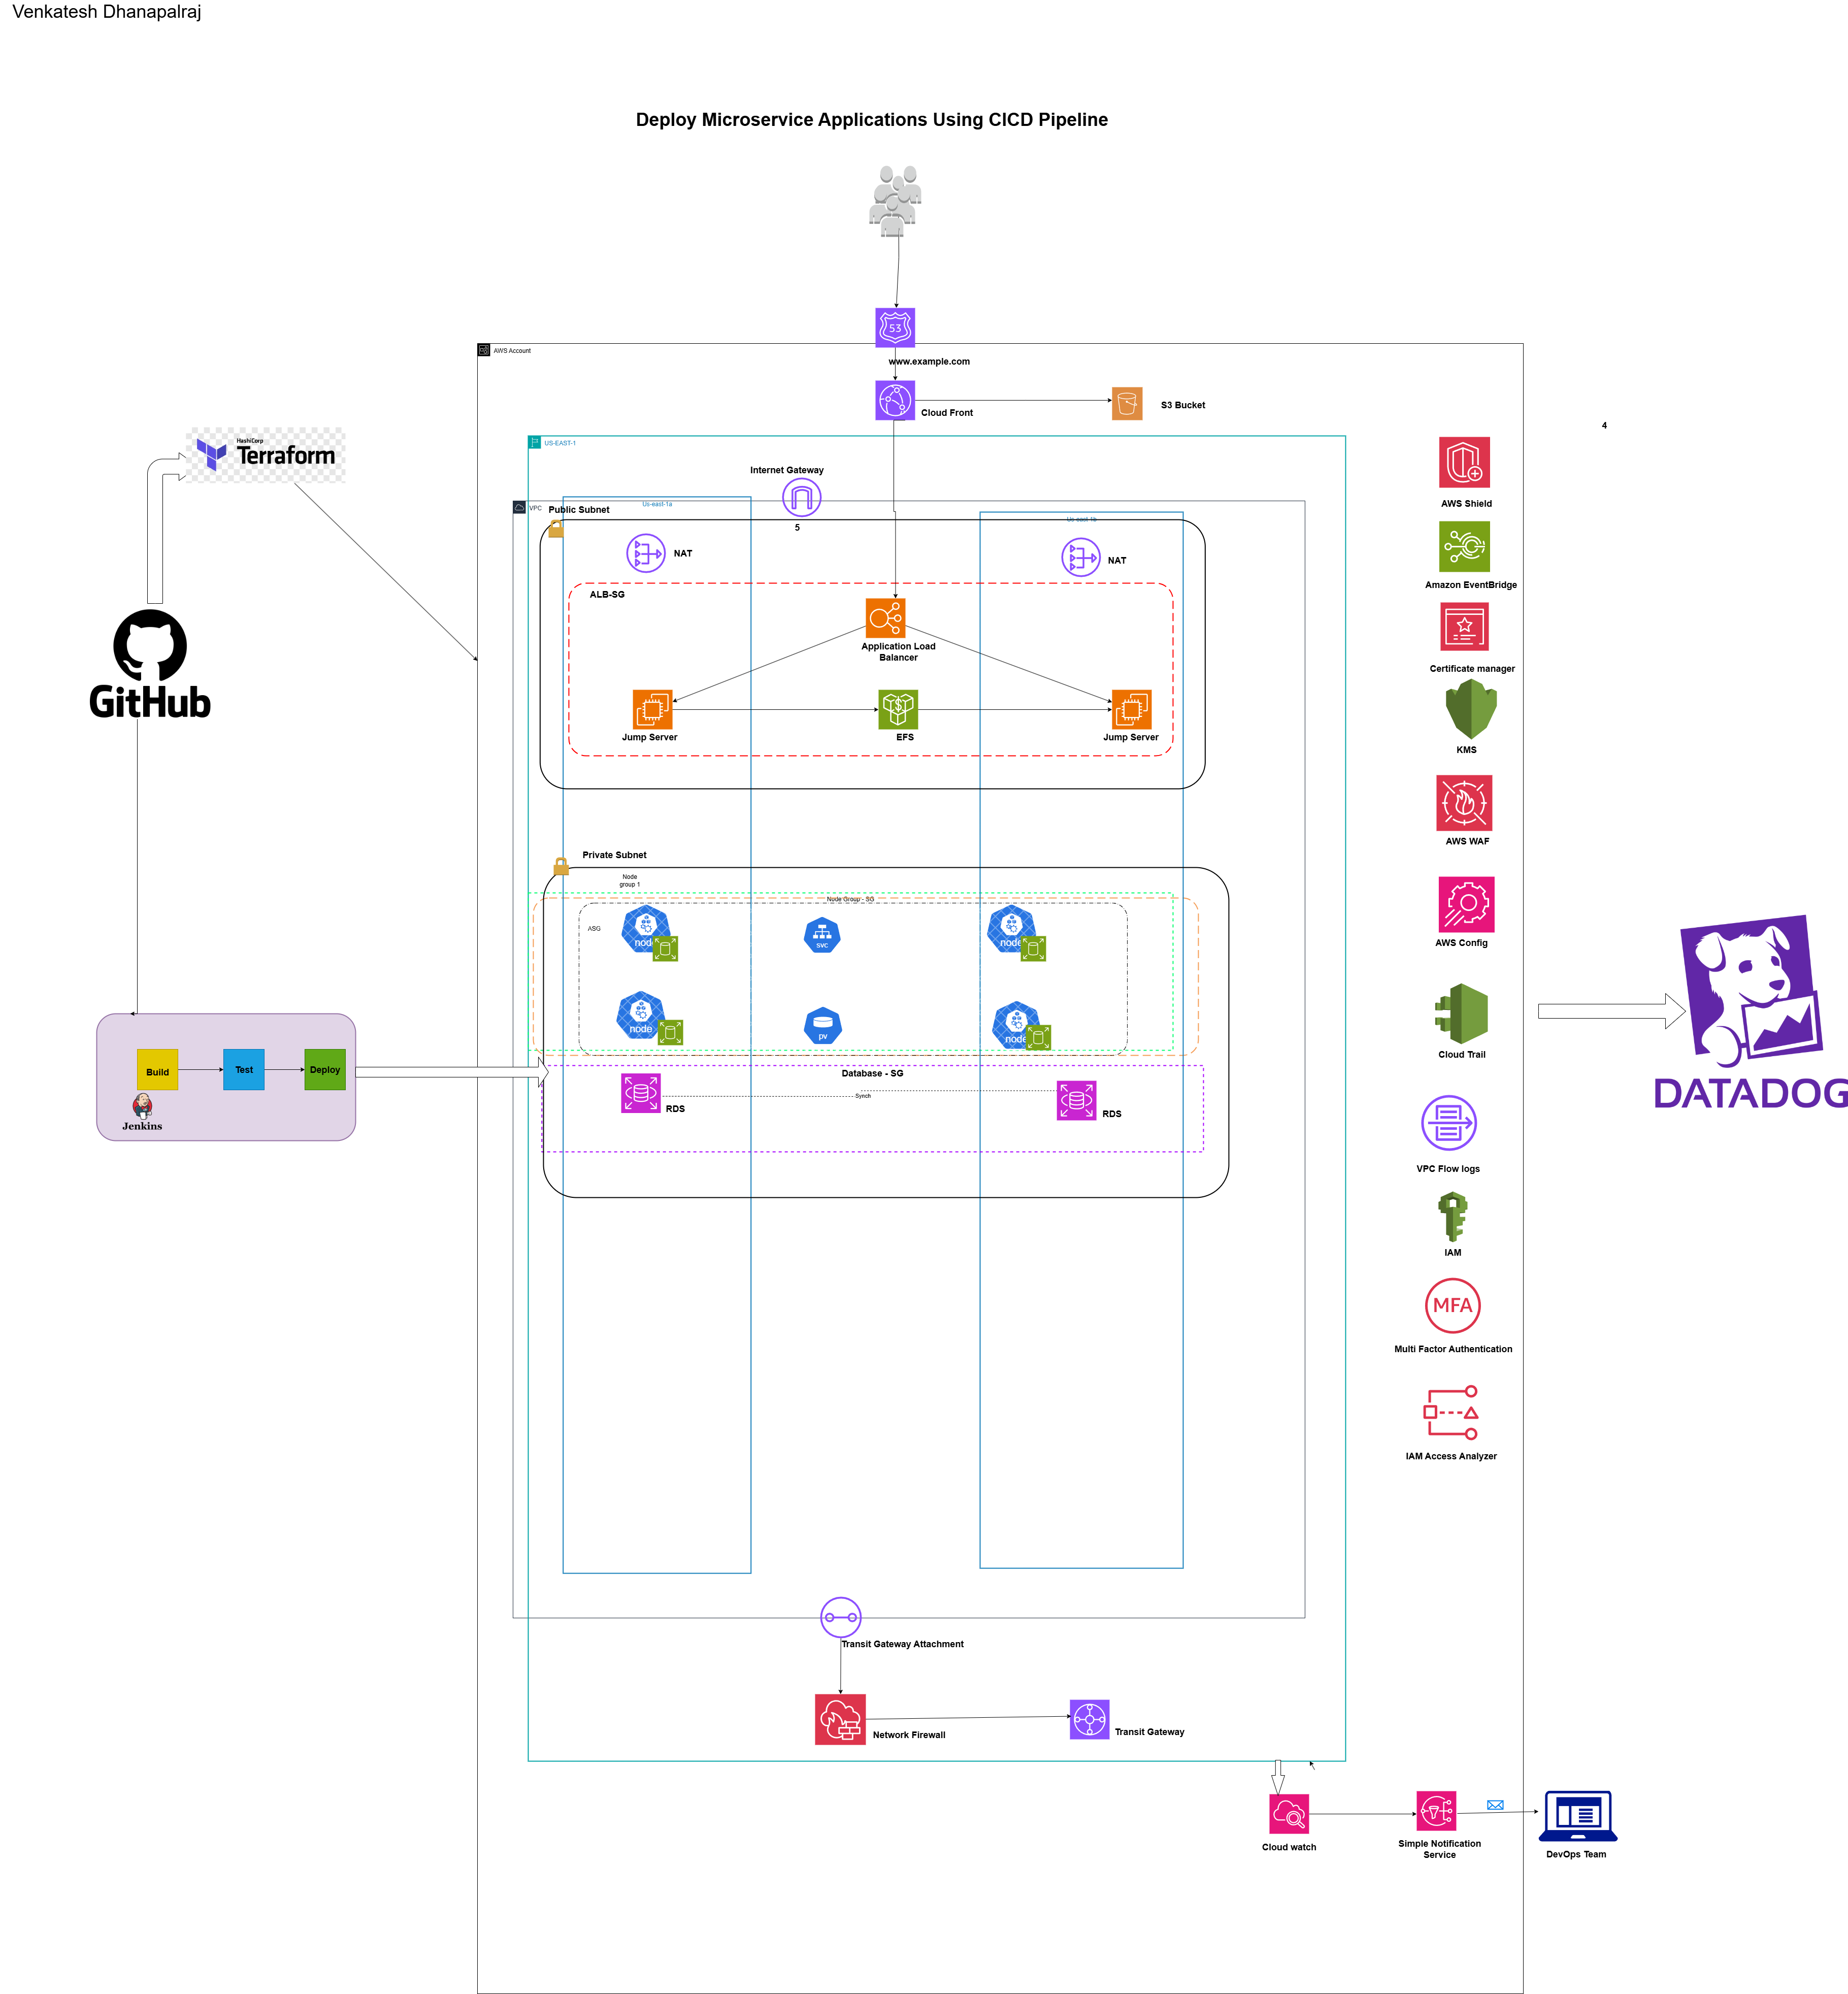 Venkatesh Dhanapalraj
Deploy Microservice Applications Using CICD Pipeline
53
AWS Account
www.example.com
Cloud Front
S3 Bucket
4
HashiCorp
Terraform
US-EAST-1
Internet Gateway
5
VPC
Public Subnet
Us-east-1a
Us-east-1b
NAT
NAT
ALB-SG
Application Load
Balancer
Jump Server
EFS
Jump Server
GitHub
AWS Shield
Amazon EventBridge
Certificate manager
KMS
AWS WAF
AWS Config
Cloud Trail
VPC Flow logs
IAM
MFA
Multi Factor Authentication
IAM Access Analyzer
Private Subnet
Node
group 1
Node Group - SG
ASG
node
svc
node
node
pv
node
Database - SG
RDS
Synch
RDS
Build
Test
Deploy
Jenkins
DATADOG
Transit Gateway Attachment
Network Firewall
Transit Gateway
Cloud watch
Simple Notification
Service
DevOps Team